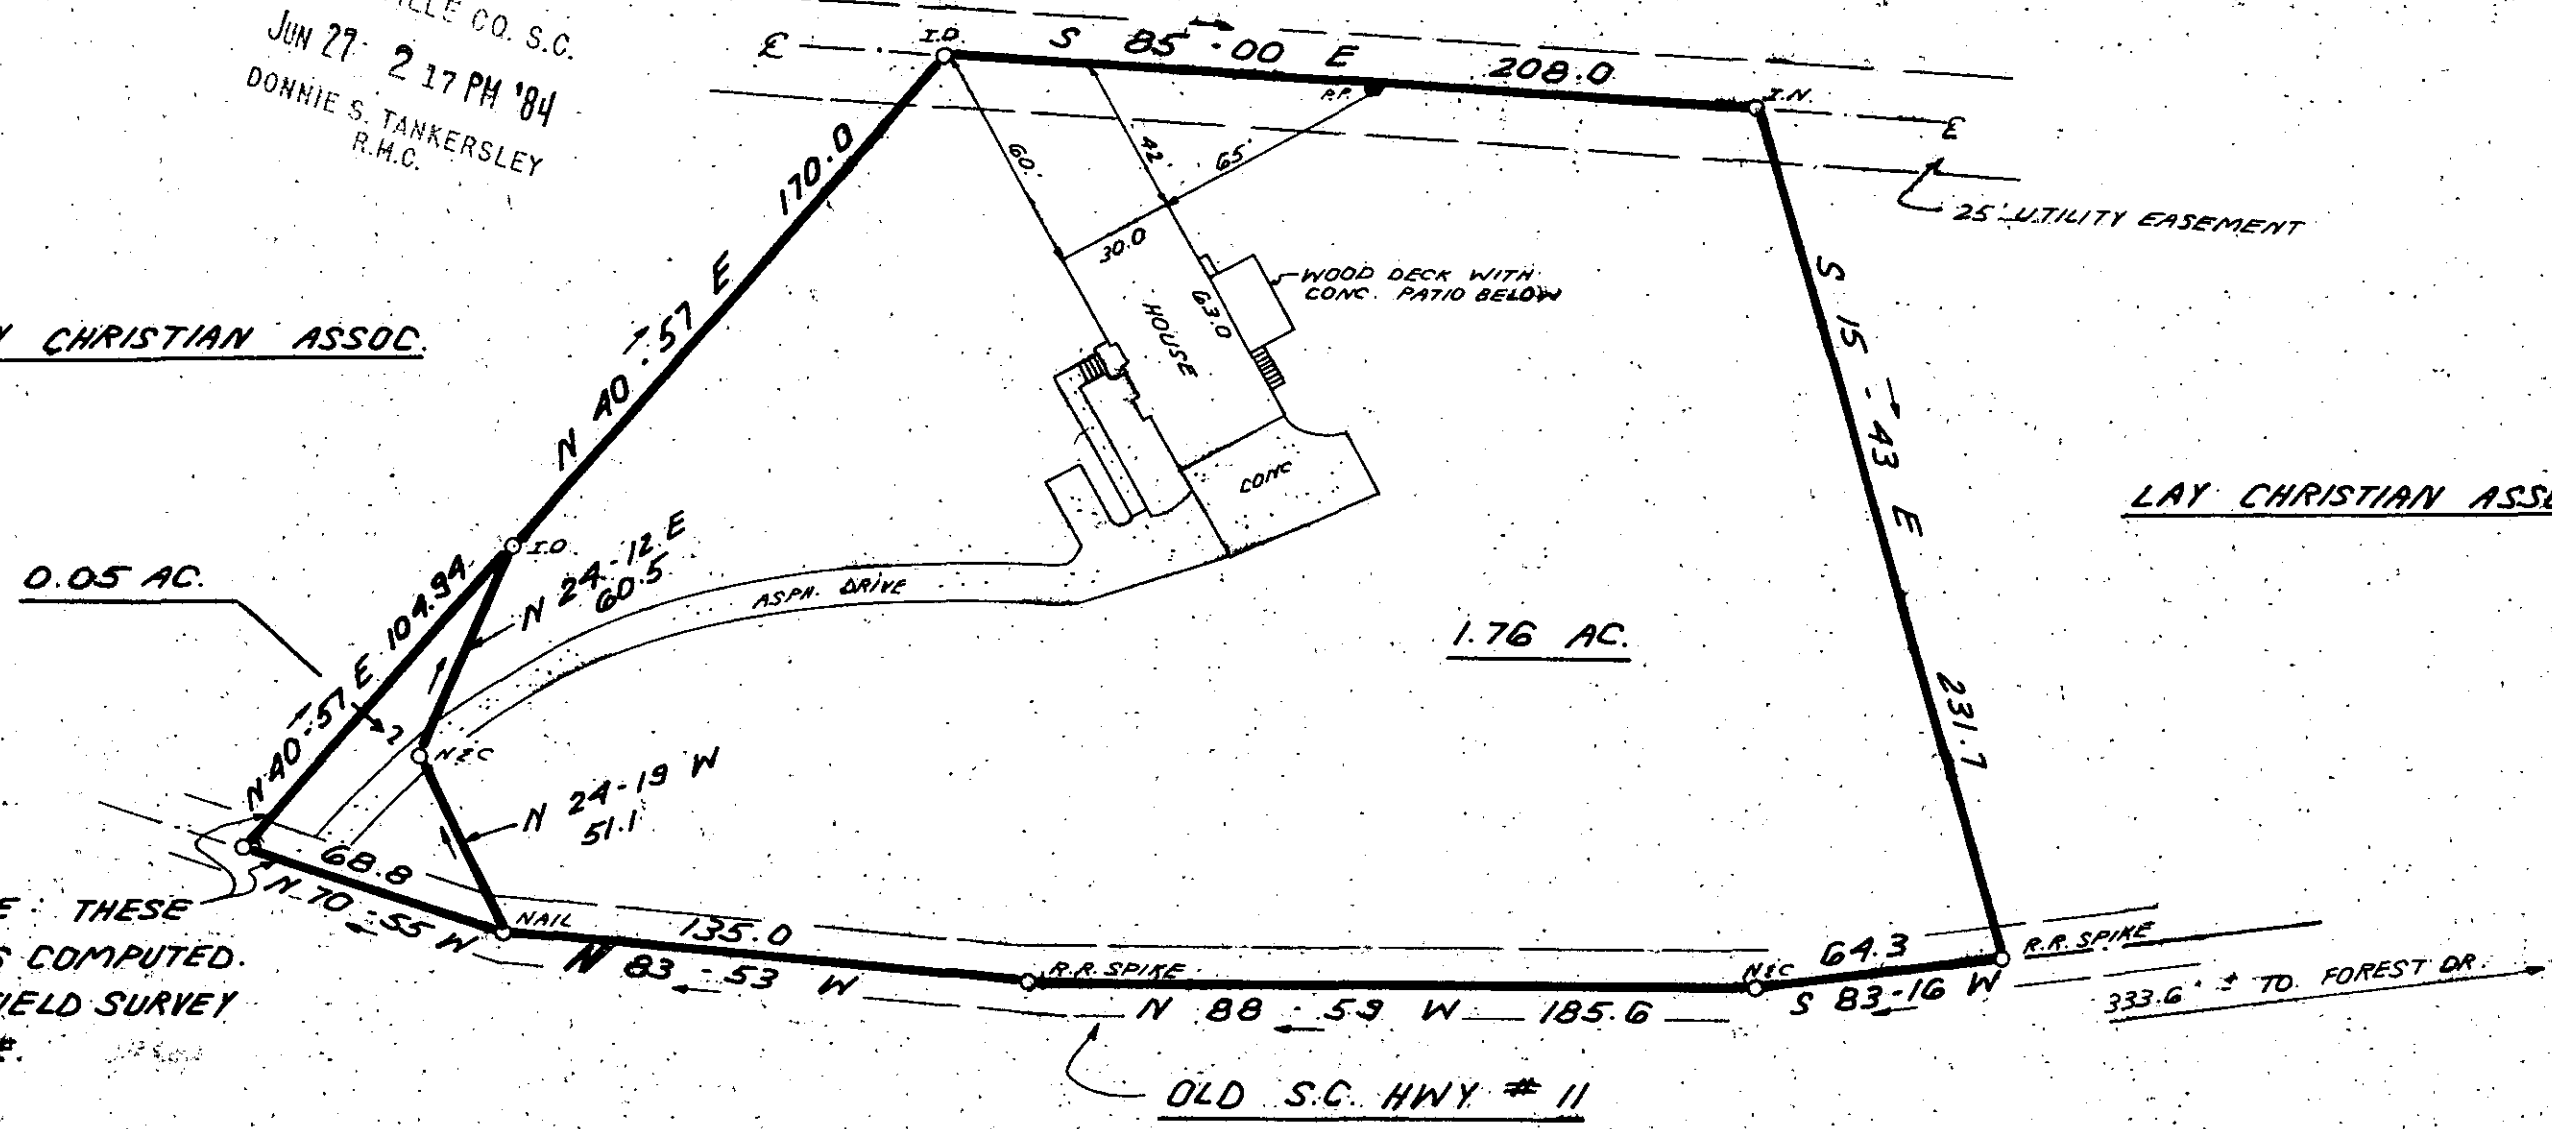 CO. S.C.
JUN 27 2 17 PM '84
DONNIE S. TANKERSLEY
R.M.C.
I.O.
S 85-00 E 208.0
R.P.
I.N.
25' UTILITY EASEMENT
60.
42.
65.
170.0
N 40-57 E
30.0
63.0
HOUSE
WOOD DECK WITH
CONC. PATIO BELOW
CONC
CHRISTIAN ASSOC.
S 15-43 E
231.7
LAY CHRISTIAN
0.05 AC.
I.O.
N 24-12 E
60.5
ASPH. DRIVE
1.76 AC.
N 40-57 E 104.94
N & C
N 24-19 W
51.1
68.8
N 70-55 W
THESE
COMPUTED.
SURVEY
NAIL
135.0
N 83-53 W
R.R. SPIKE
N 88-59 W 185.6
N & C
64.3
S 83-16 W
R.R. SPIKE
333.6' ± TO FOREST DR.
OLD S.C. HWY # 11